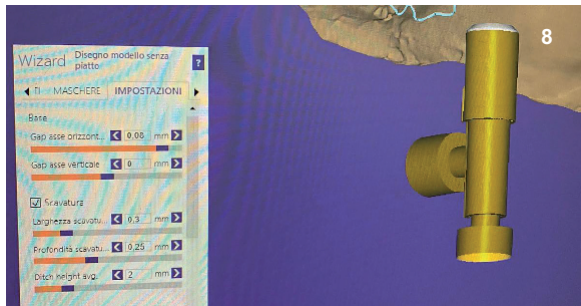 8
Wizard Disegno modello senza
piatto
?
TI MASCHERE IMPOSTAZIONI
Base
Gap asse orizzont... 0,08 mm
Gap asse verticale 0 mm
Scavatura
Larghezza scavatu... 0,3 mm
Profondità scavatu... 0,25 mm
Ditch height avg. 2 mm